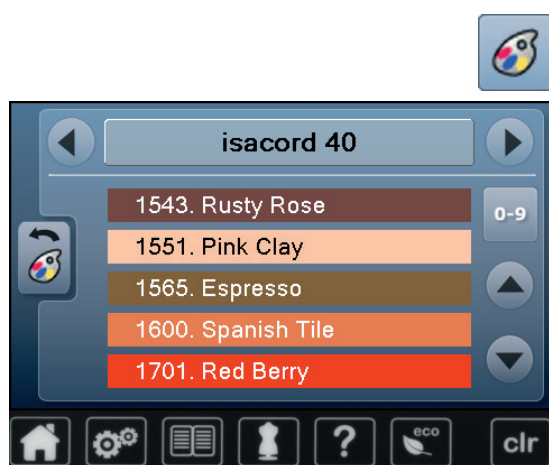 isacord 40
1543. Rusty Rose
0-9
1551. Pink Clay
1565. Espresso
1600. Spanish Tile
1701. Red Berry
?
eco
clr